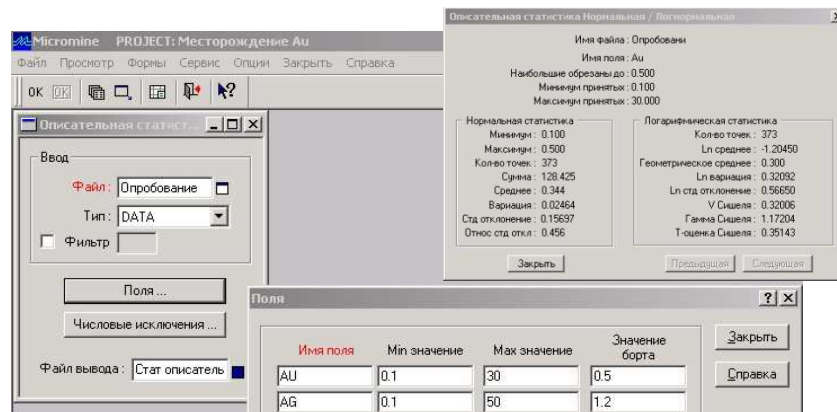 Micromine PROJECT: Месторождение Au
Файл Просмотр Формы Сервис Опции Закрыть Справка
OK OK
Описательная статист...
Ввод
Файл: Опробование
Тип: DATA
Фильтр
Поля ...
Числовые исключения ...
Файл вывода: Стат описатель
Описательная статистика Нормальная / Логнормальная
Имя файла: Опробовани
Имя поля: Au
Наибольшие обрезаны до: 0.500
Минимум принятых: 0.100
Максимум принятых: 30.000
Нормальная статистика
Минимум: 0.100
Максимум: 0.500
Кол-во точек: 373
Сумма: 128.425
Среднее: 0.344
Вариация: 0.02464
Стд отклонение: 0.15697
Относ стд откл: 0.456
Логарифмическая статистика
Кол-во точек: 373
Ln среднее: -1.20450
Геометрическое среднее: 0.300
Ln вариация: 0.32092
Ln стд отклонение: 0.56650
V Сишеля: 0.32006
Гамма Сишеля: 1.17204
T-оценка Сишеля: 0.35143
Закрыть
Предыдущая Следующая
Поля
Имя поля Min значение Max значение Значение борта
AU 0.1 30 0.5
AG 0.1 50 1.2
Закрыть
Справка